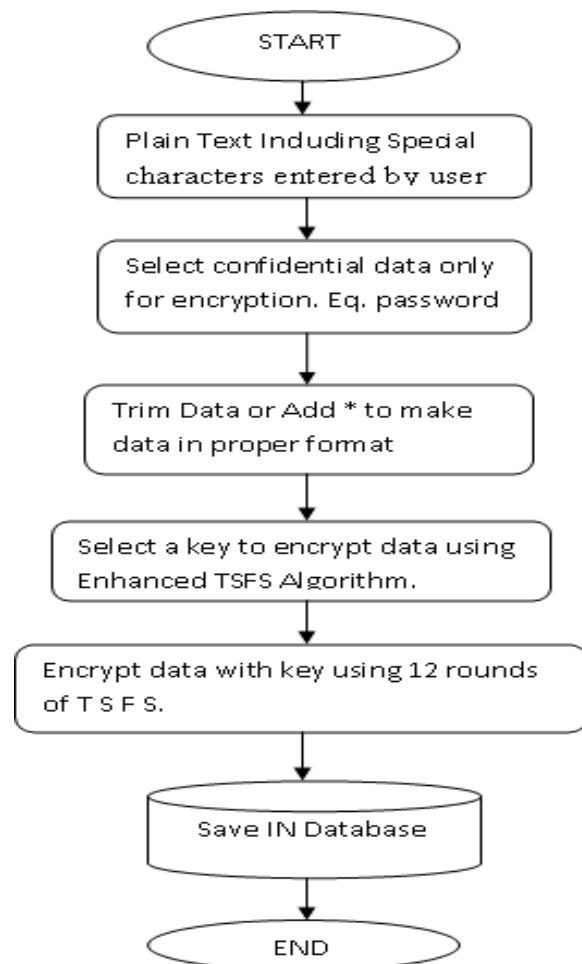 START
Plain Text Including Special
characters entered by user
Select confidential data only
for encryption. Eq. password
Trim Data or Add * to make
data in proper format
Select a key to encrypt data using
Enhanced TSFS Algorithm.
Encrypt data with key using 12 rounds
of T S F S.
Save IN Database
END